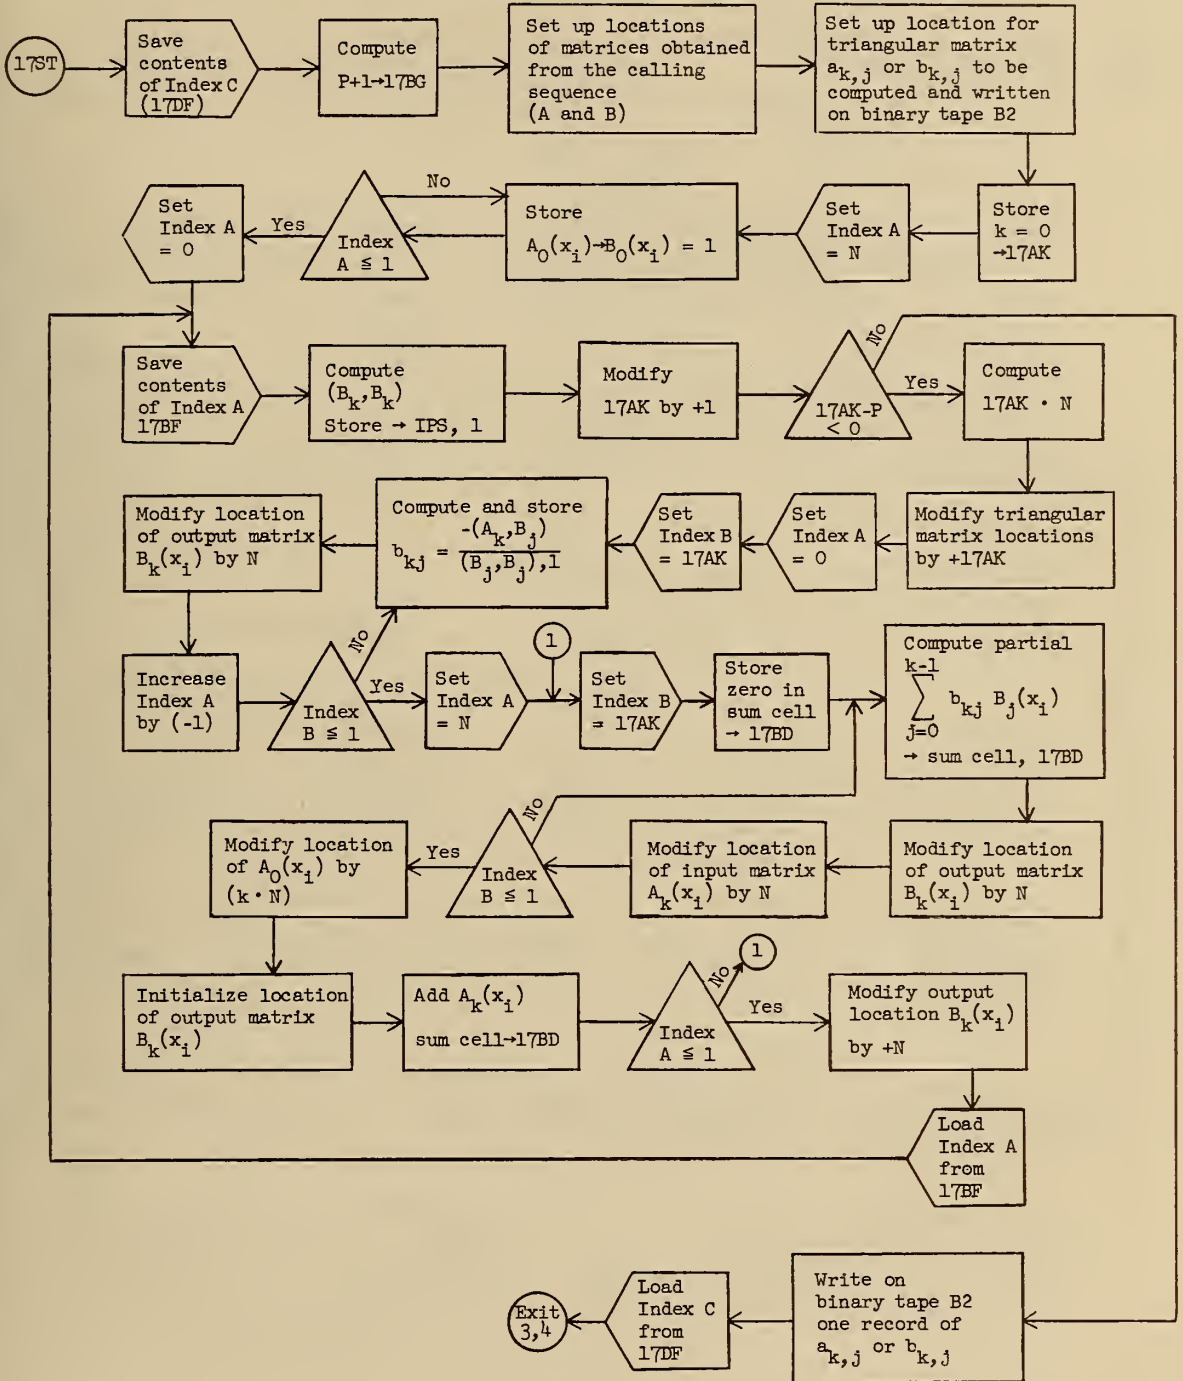 17ST
Save
contents
of Index C
(17DF)
Compute
P+1→17BG
Set up locations
of matrices obtained
from the calling
sequence
(A and B)
Set up location for
triangular matrix
a_{k,j} or b_{k,j} to be
computed and written
on binary tape B2
Store
k = 0
→17AK
Set
Index A
= N
Store
A_0(x_i)→B_0(x_i) = 1
No
Index
A ≦ 1
Yes
Set
Index A
= 0
Save
contents
of Index A
17BF
Compute
(B_k,B_k)
Store → IPS, 1
Modify
17AK by +1
17AK-P
< 0
No
Yes
Compute
17AK · N
Modify triangular
matrix locations
by +17AK
Set
Index A
= 0
Set
Index B
= 17AK
Compute and store
b_{kj} = -(A_k,B_j) / (B_j,B_j),1
Modify location
of output matrix
B_k(x_i) by N
Increase
Index A
by (-1)
Index
B ≦ 1
No
Yes
Set
Index A
= N
1
Set
Index B
= 17AK
Store
zero in
sum cell
→ 17BD
Compute partial
k-1
∑ b_{kj} B_j(x_i)
j=0
→ sum cell, 17BD
Modify location
of output matrix
B_k(x_i) by N
Modify location
of input matrix
A_k(x_i) by N
Index
B ≦ 1
No
Yes
Modify location
of A_0(x_i) by
(k·N)
Initialize location
of output matrix
B_k(x_i)
Add A_k(x_i)
sum cell→17BD
Index
A ≦ 1
No
1
Yes
Modify output
location B_k(x_i)
by +N
Load
Index A
from
17BF
Write on
binary tape B2
one record of
a_{k,j} or b_{k,j}
Load
Index C
from
17DF
Exit
3,4